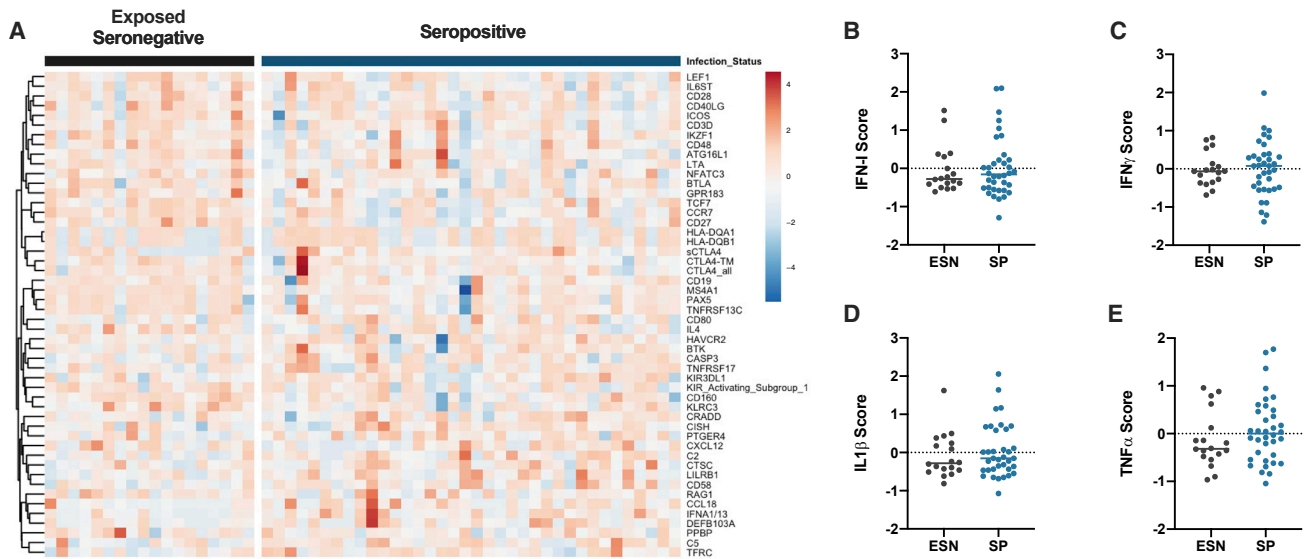 A
Exposed
Seronegative
Seropositive
Infection_Status
LEF1
IL6ST
CD28
CD40LG
ICOS
CD3D
IKZF1
CD48
ATG16L1
LTA
NFATC3
BTLA
GPR183
TCF7
CCR7
CD27
HLA-DQA1
HLA-DQB1
sCTLA4
CTLA4-TM
CTLA4_all
CD19
MS4A1
PAX5
TNFRSF13C
CD80
IL4
HAVCR2
BTK
CASP3
TNFRSF17
KIR3DL1
KIR_Activating_Subgroup_1
CD160
KLRC3
CRADD
CISH
PTGER4
CXCL12
C2
CTSC
LILRB1
CD58
RAG1
CCL18
IFNA1/13
DEFB103A
PPBP
C5
TFRC
4
2
0
−2
−4
B
IFN-I Score
3
2
1
0
-1
-2
ESN SP
C
IFNγ Score
3
2
1
0
-1
-2
ESN SP
D
IL1β Score
3
2
1
0
-1
-2
ESN SP
E
TNFα Score
2
1
0
-1
-2
ESN SP